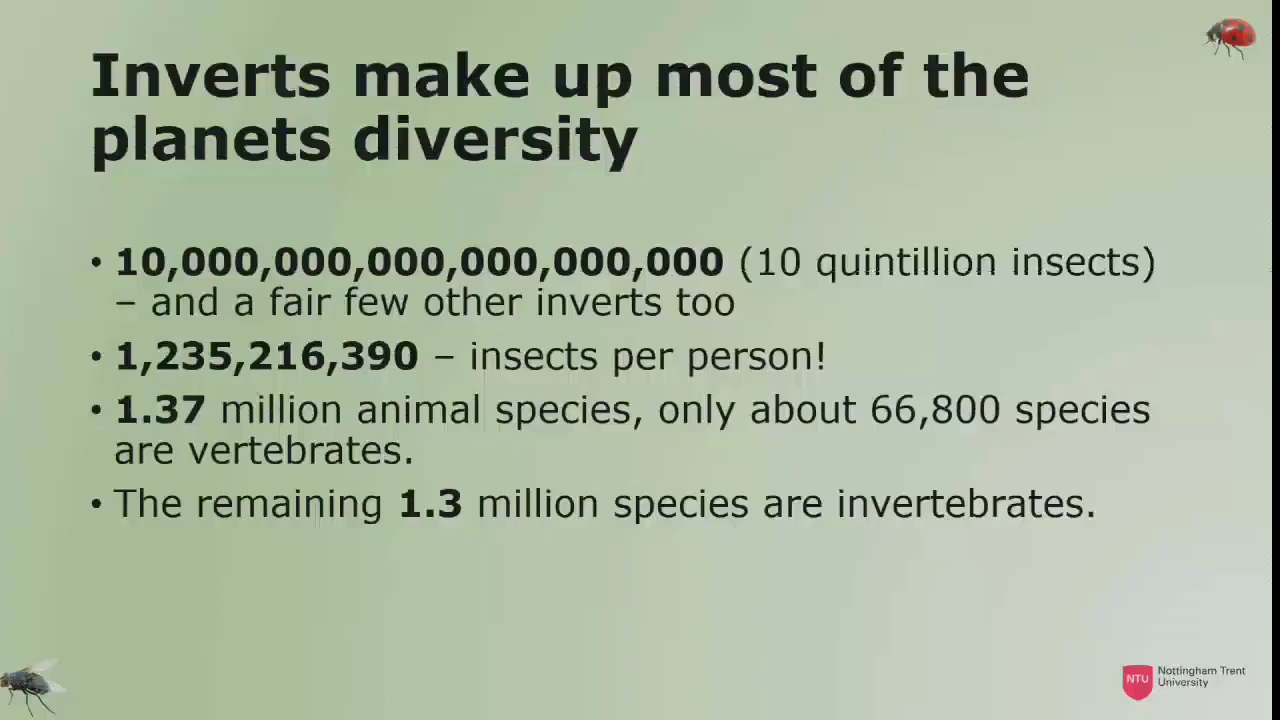 Inverts make up most of the
planets diversity
• 10,000,000,000,000,000,000 (10 quintillion insects)
– and a fair few other inverts too
• 1,235,216,390 – insects per person!
• 1.37 million animal species, only about 66,800 species
are vertebrates.
• The remaining 1.3 million species are invertebrates.
NTU
Nottingham Trent
University